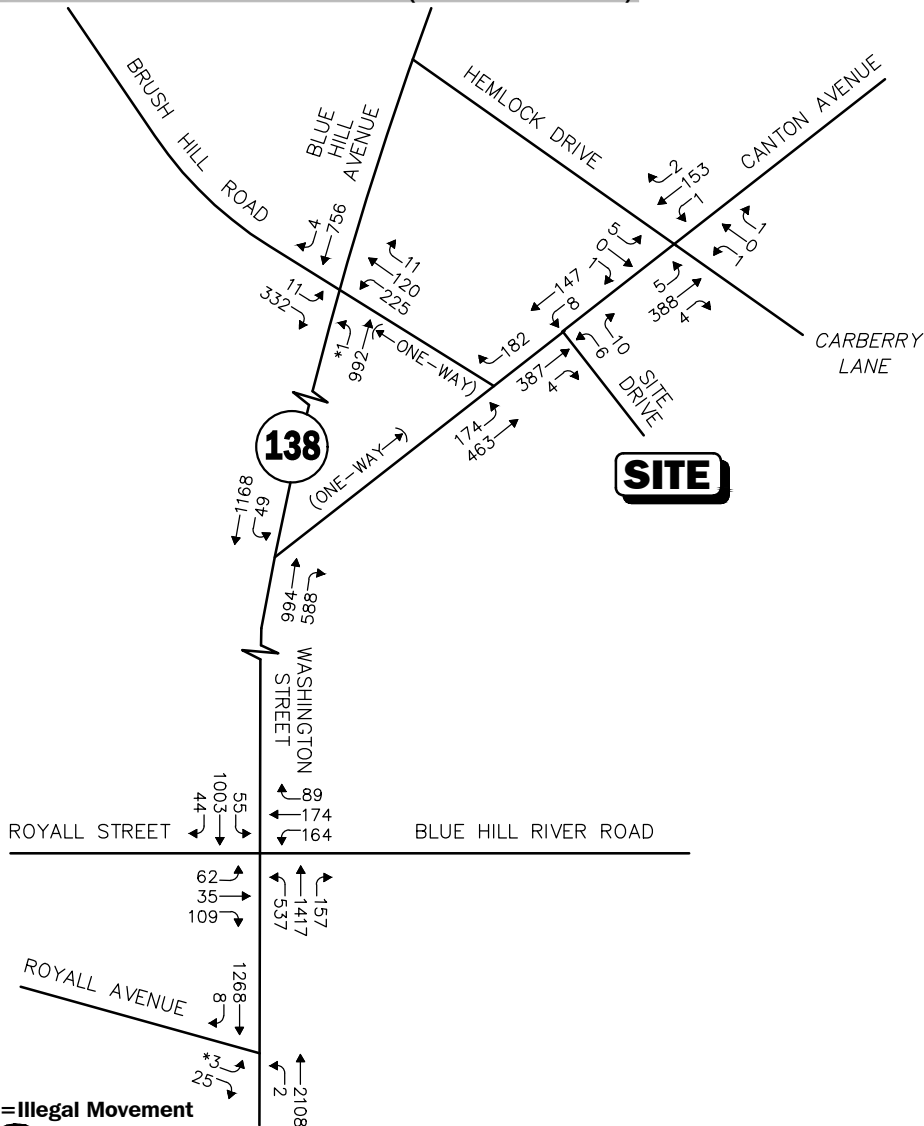 BRUSH HILL ROAD
BLUE
HILL
AVENUE
HEMLOCK DRIVE
CANTON AVENUE
2
153
1
1
0
1
5
0
1
5
388
4
CARBERRY
LANE
4
756
11
120
225
11
332
*1
992
(ONE-WAY)
147
8
182
10
6
387
4
SITE
DRIVE
SITE
174
463
138
(ONE-WAY)
1168
49
994
588
WASHINGTON
STREET
44
1003
55
89
174
164
ROYALL STREET
BLUE HILL RIVER ROAD
62
35
109
537
1417
157
ROYALL AVENUE
8
1268
*3
25
2
2108
=Illegal Movement